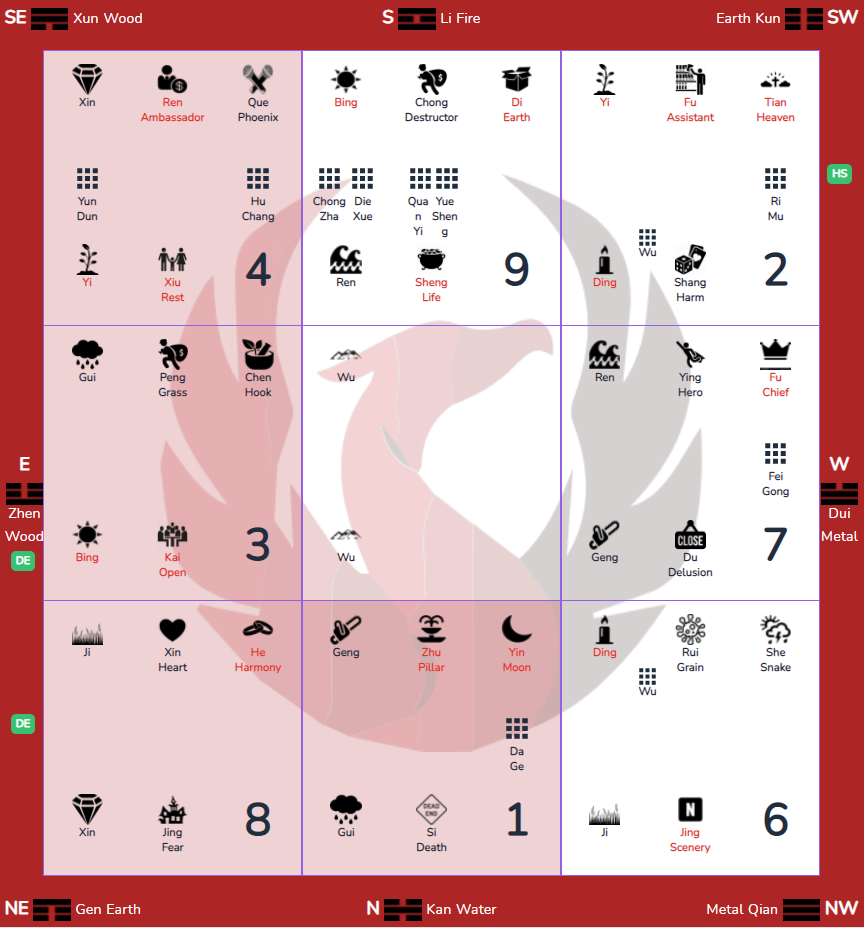 SE Xun Wood
S Li Fire
Earth Kun SW
Xin
Ren
Ambassador
Que
Phoenix
Yun
Dun
Hu
Chang
Yi
Xiu
Rest
4
Bing
Chong
Destructor
Di
Earth
Chong
Zha
Die
Xue
Qua
n
Yi
Yue
Shen
g
Ren
Sheng
Life
9
Yi
Fu
Assistant
Tian
Heaven
Ri
Mu
Wu
Ding
Shang
Harm
2
HS
E
Zhen
Wood
DE
Gui
Peng
Grass
Chen
Hook
Bing
Kai
Open
3
Wu
Wu
Ren
Ying
Hero
Fu
Chief
Fei
Gong
Geng
CLOSE
Du
Delusion
7
W
Dui
Metal
DE
Ji
Xin
Heart
He
Harmony
Xin
Jing
Fear
8
Geng
Zhu
Pillar
Yin
Moon
Da
Ge
Gui
DEAD
END
Si
Death
1
Ding
Rui
Grain
She
Snake
Wu
Ji
N
Jing
Scenery
6
NE Gen Earth
N Kan Water
Metal Qian NW